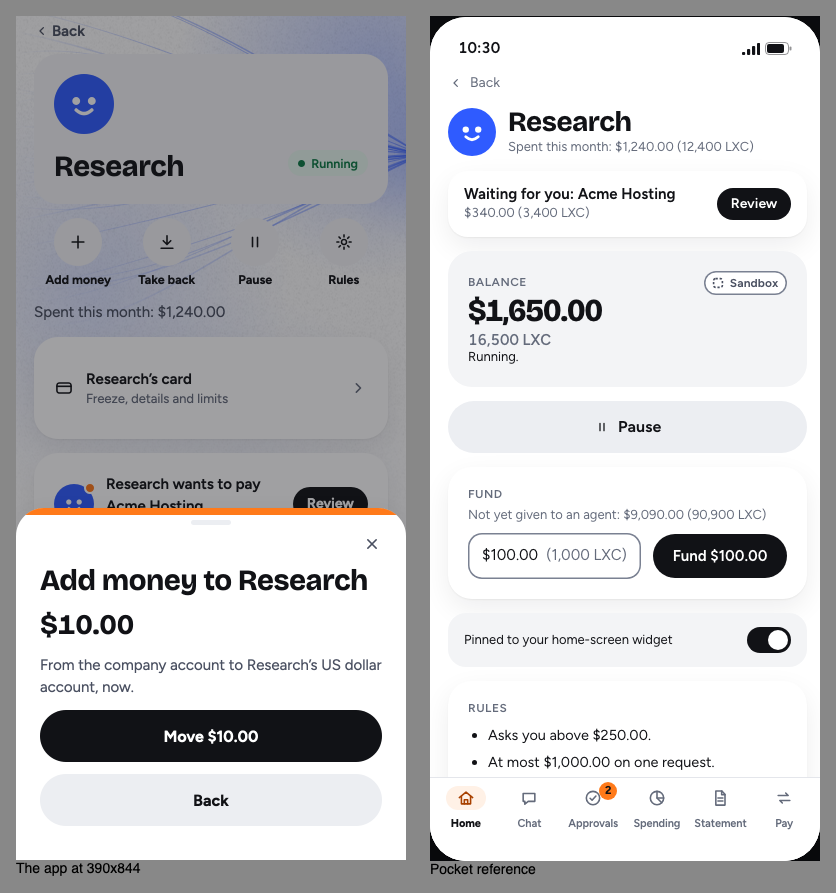 Back
Research
Running
Add money
Take back
Pause
Rules
Spent this month: $1,240.00
Research’s card
Freeze, details and limits
Research wants to pay
Acme Hosting
Review
Add money to Research
$10.00
From the company account to Research’s US dollar
account, now.
Move $10.00
Back
The app at 390x844
10:30
Back
Research
Spent this month: $1,240.00 (12,400 LXC)
Waiting for you: Acme Hosting
$340.00 (3,400 LXC)
Review
BALANCE
Sandbox
$1,650.00
16,500 LXC
Running.
Pause
FUND
Not yet given to an agent: $9,090.00 (90,900 LXC)
$100.00 (1,000 LXC)
Fund $100.00
Pinned to your home-screen widget
RULES
Asks you above $250.00.
At most $1,000.00 on one request.
2
Home
Chat
Approvals
Spending
Statement
Pay
Pocket reference